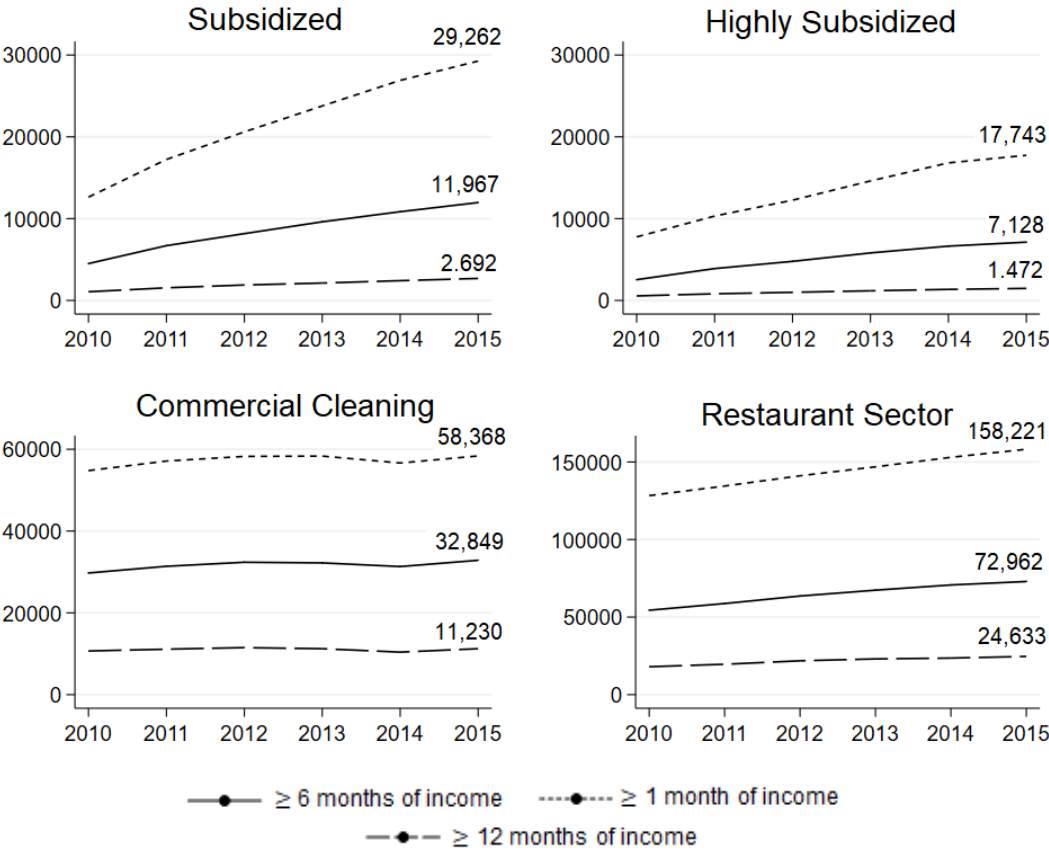 Subsidized
29,262
30000
20000
11,967
10000
2.692
0
2010 2011 2012 2013 2014 2015
Highly Subsidized
30000
17,743
20000
10000
7,128
1.472
0
2010 2011 2012 2013 2014 2015
Commercial Cleaning
58,368
60000
40000
32,849
20000
11,230
0
2010 2011 2012 2013 2014 2015
Restaurant Sector
158,221
150000
100000
72,962
50000
24,633
0
2010 2011 2012 2013 2014 2015
≥ 6 months of income
≥ 1 month of income
≥ 12 months of income